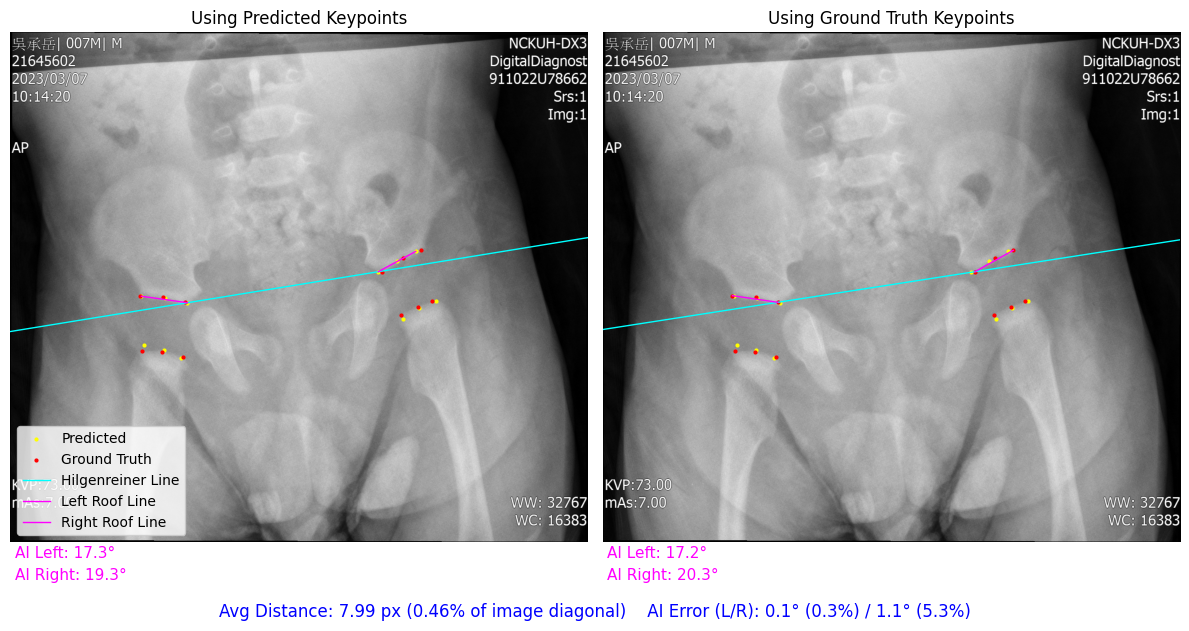 Using Predicted Keypoints
吳承岳| 007M| M
21645602
2023/03/07
10:14:20
AP
NCKUH-DX3
DigitalDiagnost
911022U78662
Srs:1
Img:1
Predicted
Ground Truth
Hilgenreiner Line
Left Roof Line
Right Roof Line
KVP:73
mAs:7.
WW: 32767
WC: 16383
AI Left: 17.3°
AI Right: 19.3°
Using Ground Truth Keypoints
吳承岳| 007M| M
21645602
2023/03/07
10:14:20
AP
NCKUH-DX3
DigitalDiagnost
911022U78662
Srs:1
Img:1
KVP:73.00
mAs:7.00
WW: 32767
WC: 16383
AI Left: 17.2°
AI Right: 20.3°
Avg Distance: 7.99 px (0.46% of image diagonal) AI Error (L/R): 0.1° (0.3%) / 1.1° (5.3%)